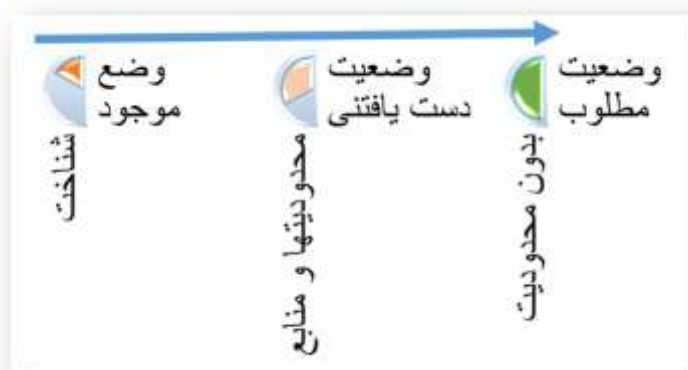 وضع
موجود
شناخت
وضعیت
دست یافتنی
محدودیتها و منابع
وضعیت
مطلوب
بدون محدودیت